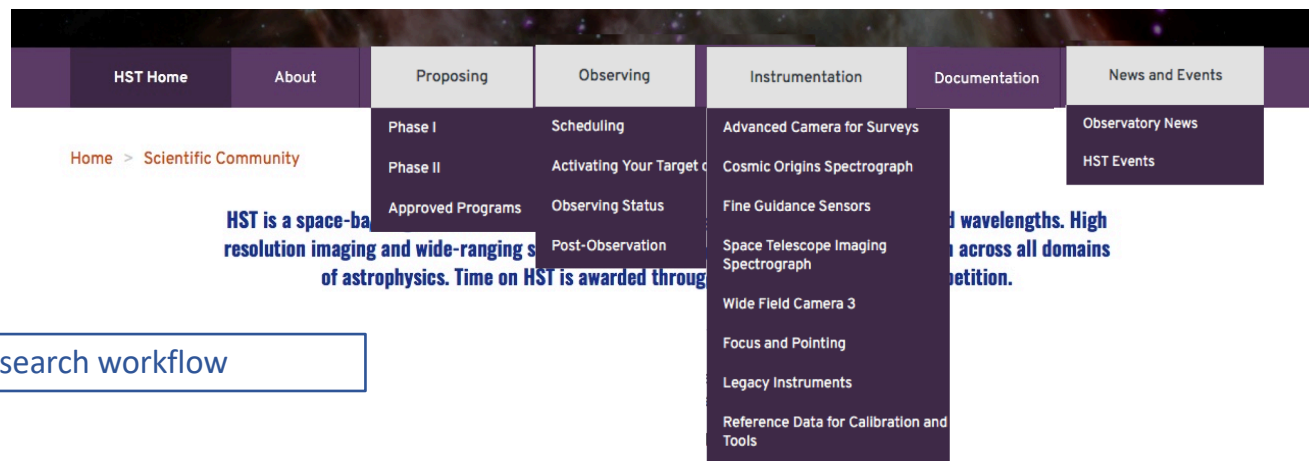 HST Home
About
Proposing
Observing
Instrumentation
Documentation
News and Events
Phase I
Phase II
Approved Programs
Scheduling
Activating Your Target
Observing Status
Post-Observation
Advanced Camera for Surveys
Cosmic Origins Spectrograph
Fine Guidance Sensors
Space Telescope Imaging
Spectrograph
Wide Field Camera 3
Focus and Pointing
Legacy Instruments
Reference Data for Calibration and
Tools
Observatory News
HST Events
Home > Scientific Community
HST is a space-ba wavelengths. High
resolution imaging and wide-ranging s across all domains
of astrophysics. Time on HST is awarded throug petition.
search workflow